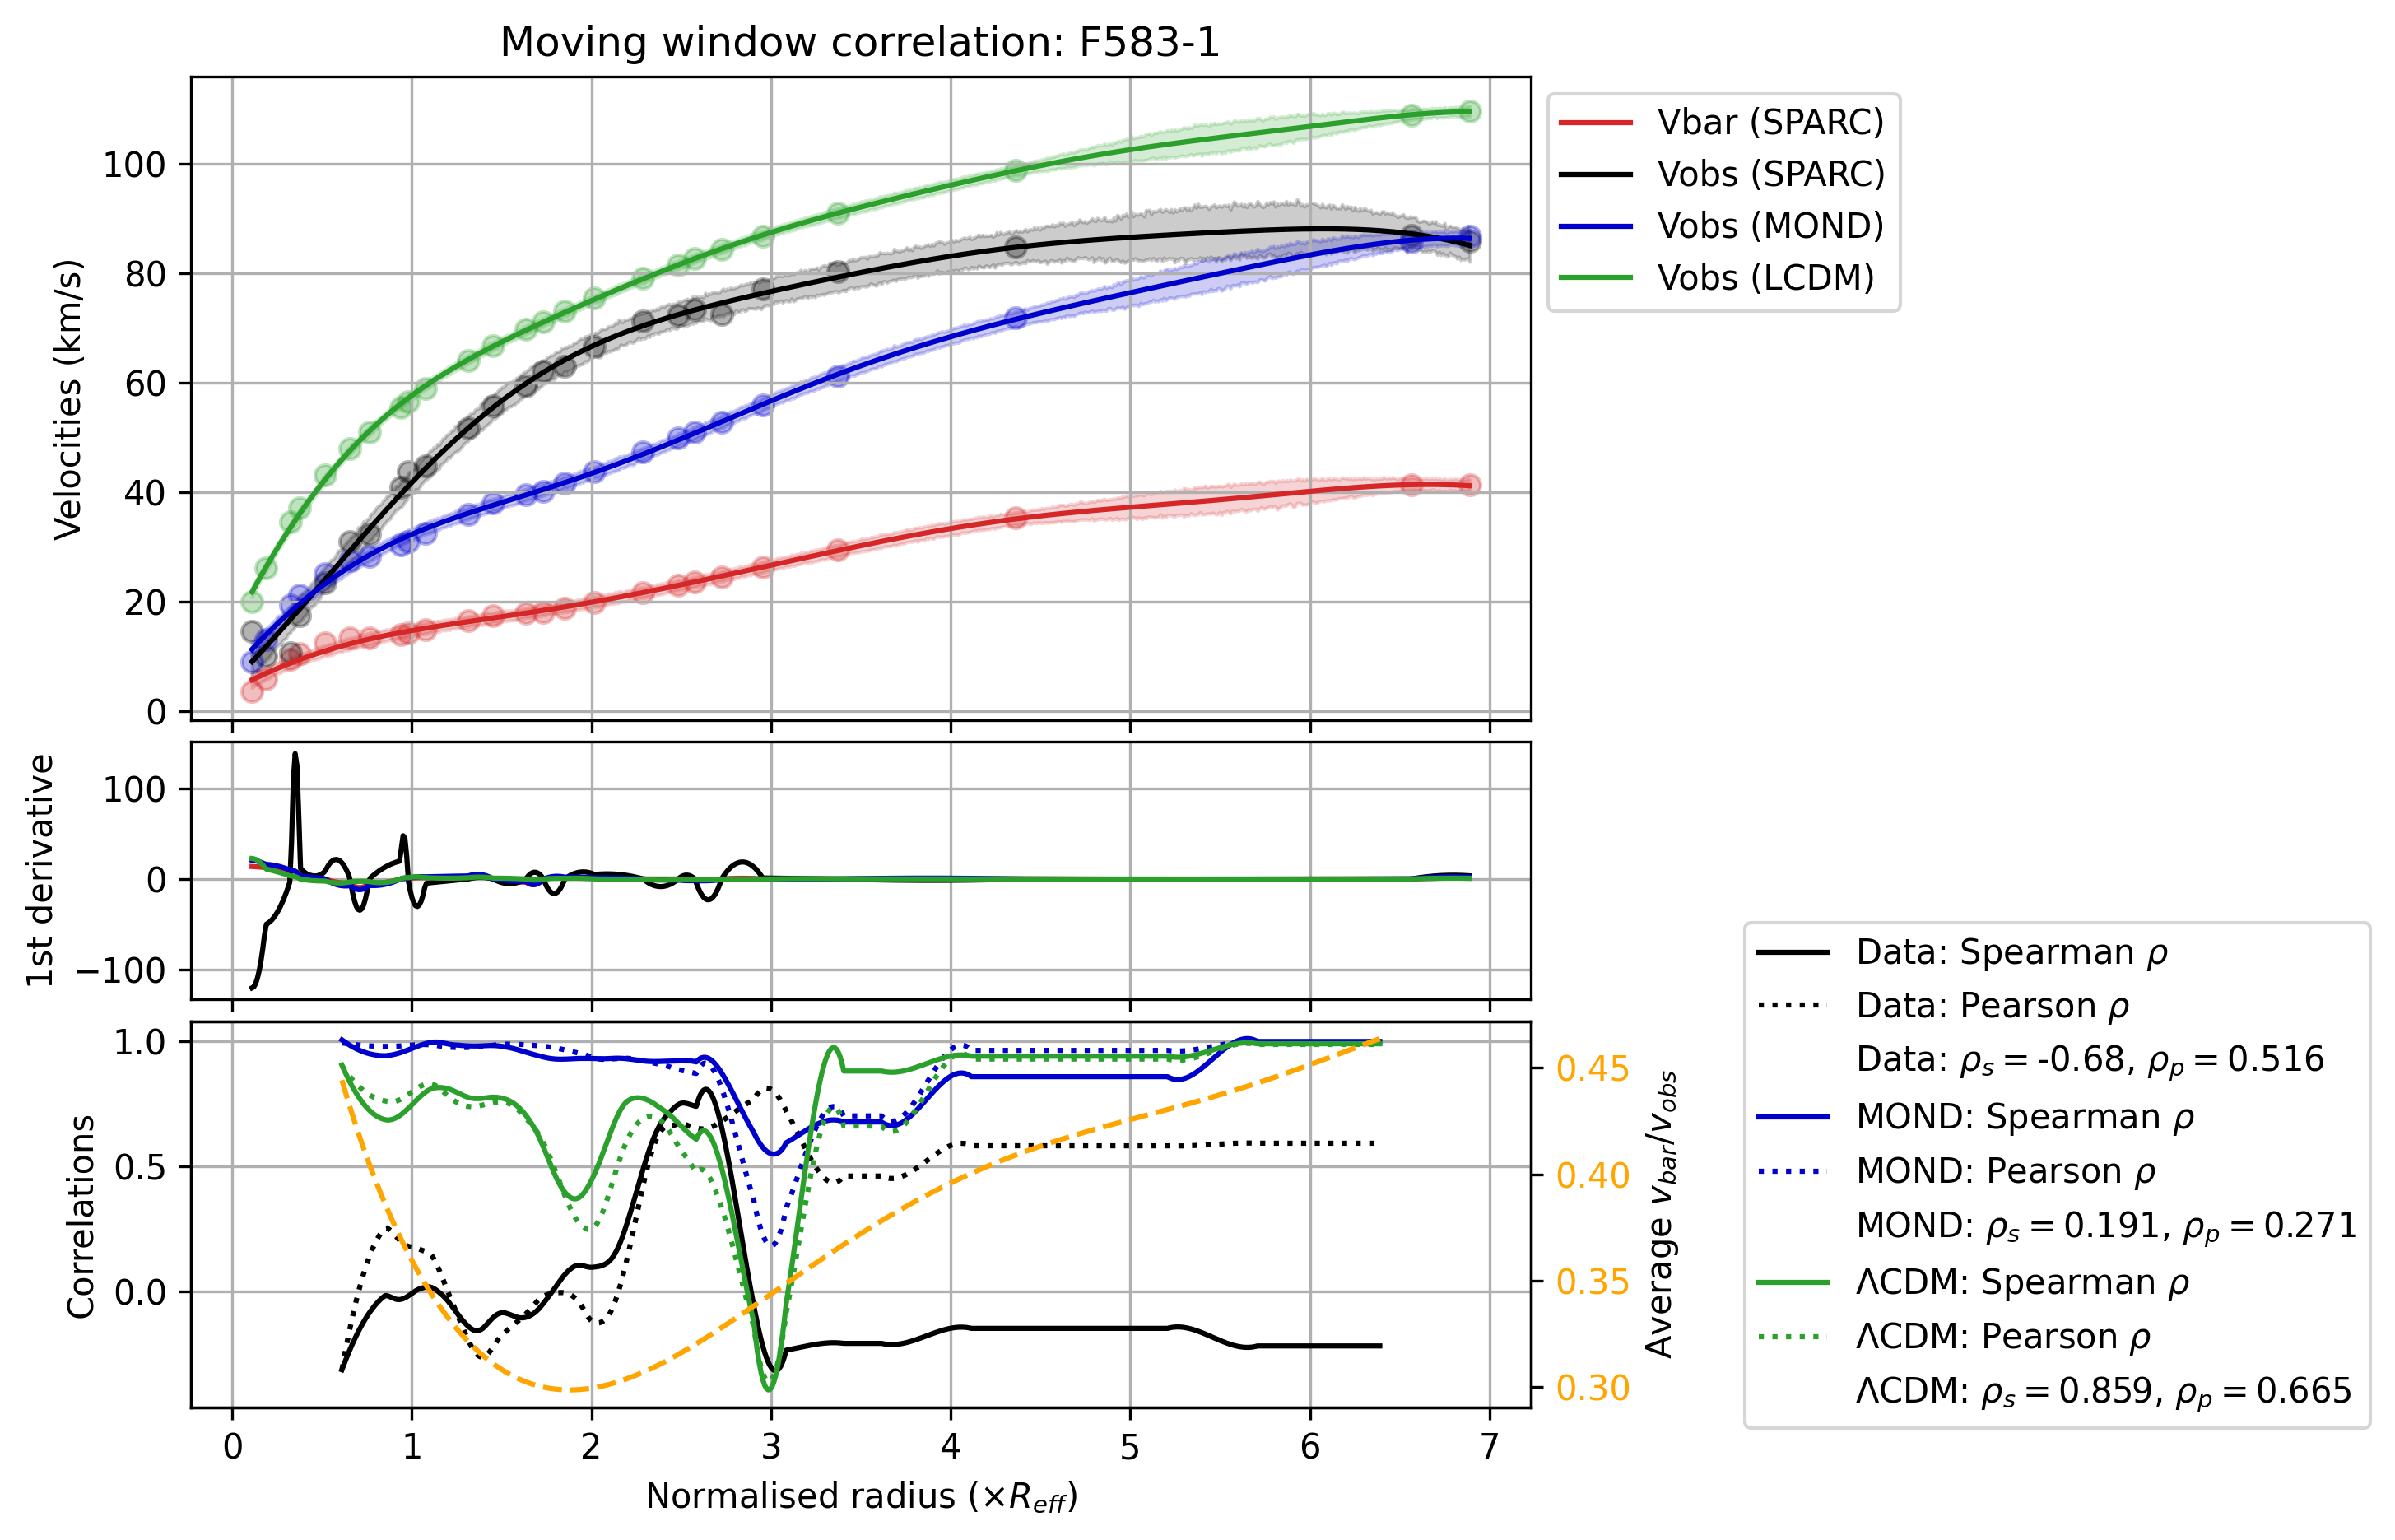 Moving window correlation: F583-1
Velocities (km/s)
100
80
60
40
20
0
Vbar (SPARC)
Vobs (SPARC)
Vobs (MOND)
Vobs (LCDM)
1st derivative
100
0
−100
Correlations
1.0
0.5
0.0
0.45
0.40
0.35
0.30
Average v_bar/v_obs
0 1 2 3 4 5 6 7
Normalised radius (×R_eff)
Data: Spearman ρ
Data: Pearson ρ
Data: ρ_s = -0.68, ρ_p = 0.516
MOND: Spearman ρ
MOND: Pearson ρ
MOND: ρ_s = 0.191, ρ_p = 0.271
ΛCDM: Spearman ρ
ΛCDM: Pearson ρ
ΛCDM: ρ_s = 0.859, ρ_p = 0.665